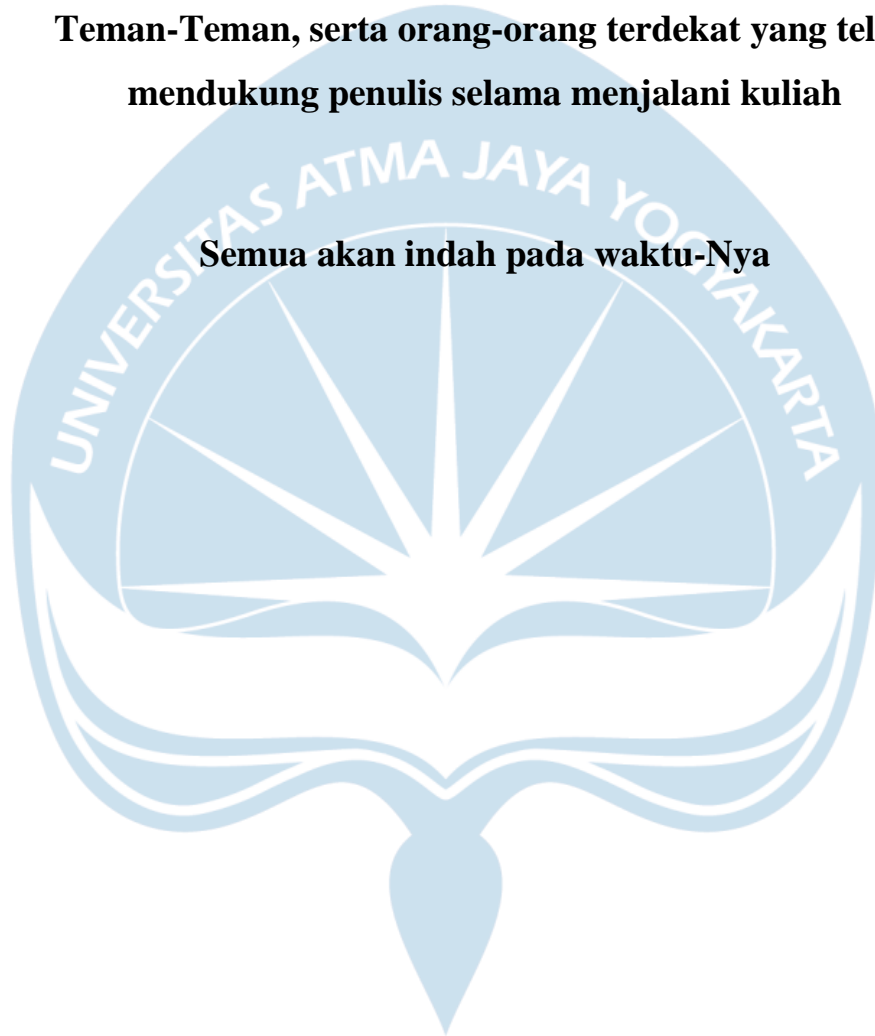 Teman-Teman, serta orang-orang terdekat yang tel
mendukung penulis selama menjalani kuliah
UNIVERSITAS ATMA JAYA YOGYAKARTA
Semua akan indah pada waktu-Nya